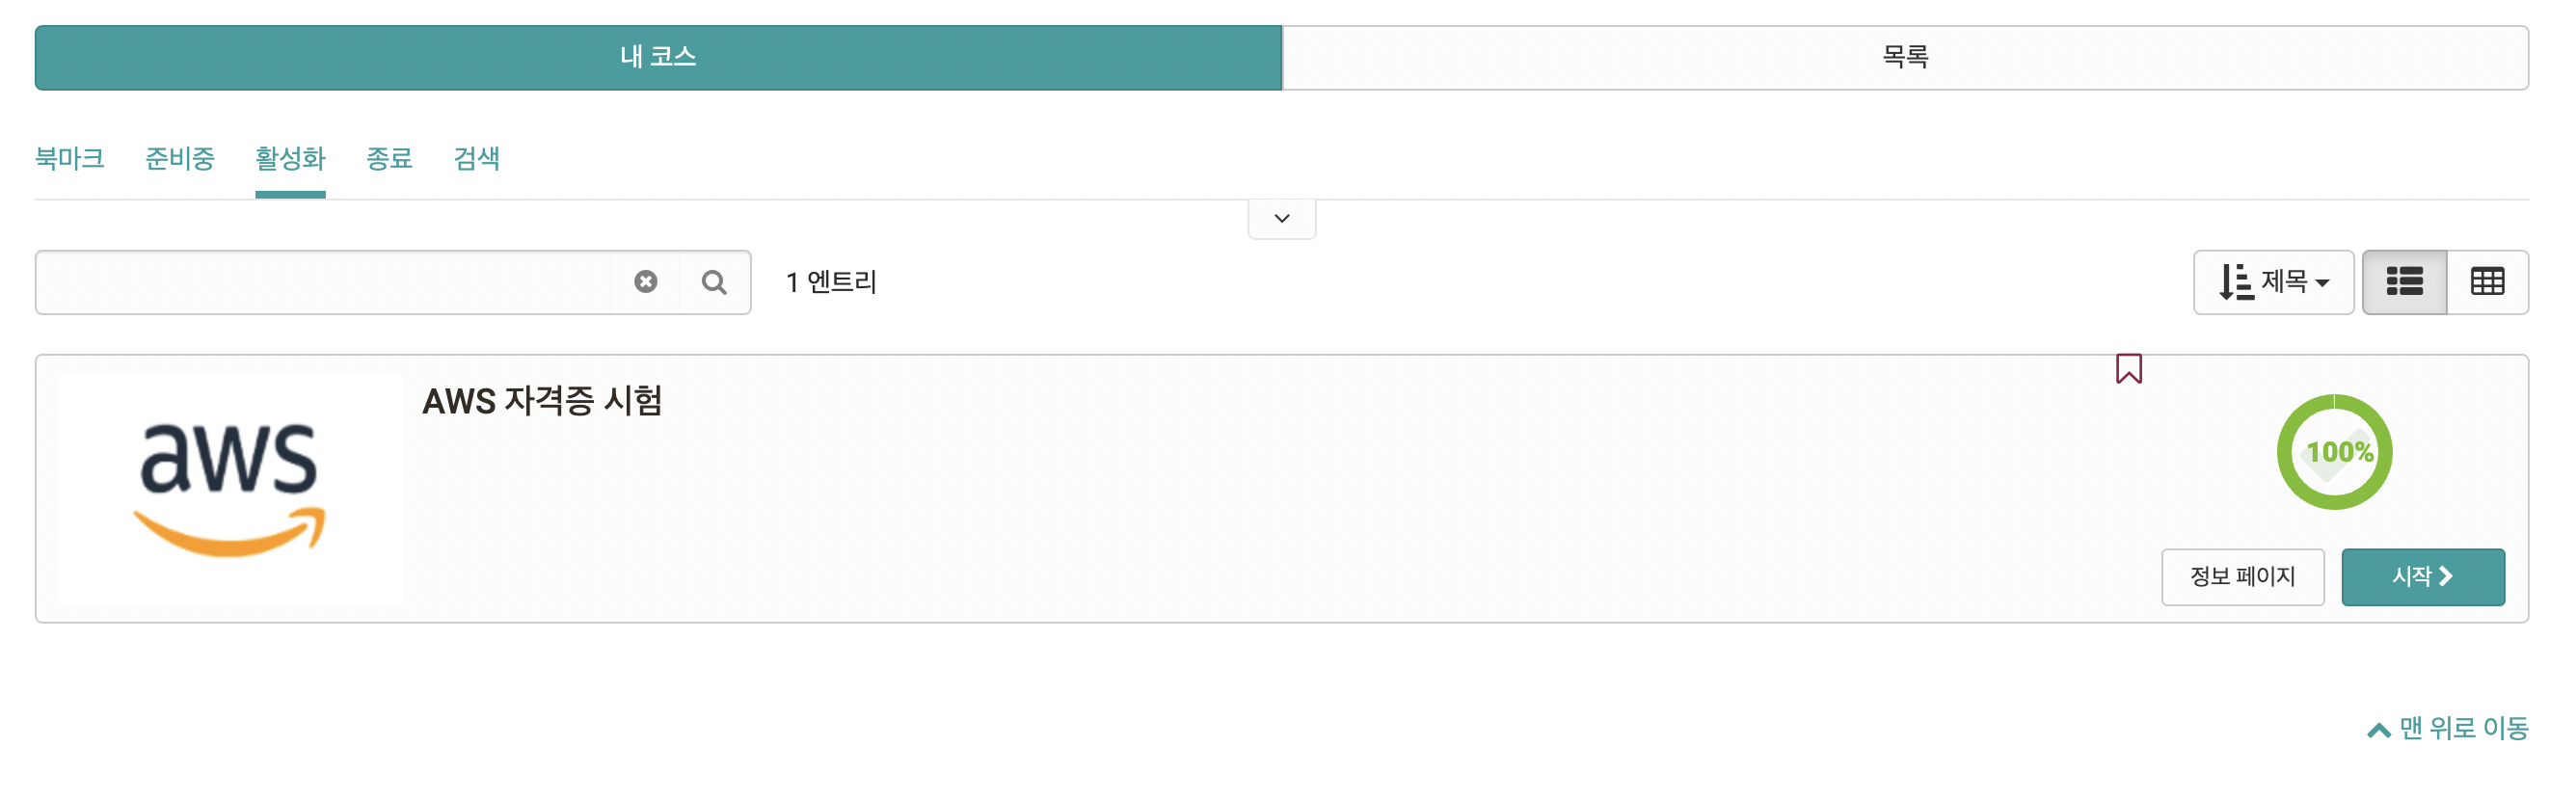 내 코스
목록
북마크 준비중 활성화 종료 검색
1 엔트리
제목
AWS 자격증 시험
aws
100%
정보 페이지
시작
맨 위로 이동